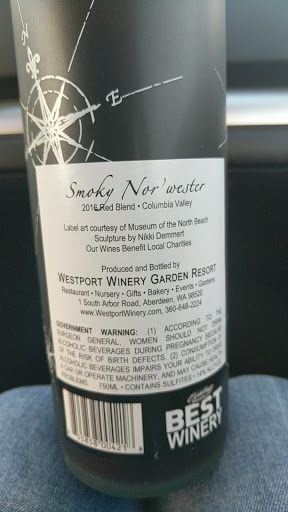 N
E
Smoky Nor'wester
2016 Red Blend • Columbia Valley
Label art courtesy of Museum of the North Beach
Sculpture by Nikki Demmert
Our Wines Benefit Local Charities
Produced and Bottled by
WESTPORT WINERY GARDEN RESORT
Restaurant • Nursery • Gifts • Bakery • Events • Gardens
1 South Arbor Road, Aberdeen, WA 98520
www.WestportWinery.com, 360-648-2224
GOVERNMENT WARNING: (1) ACCORDING TO THE
SURGEON GENERAL, WOMEN SHOULD NOT DRINK
ALCOHOLIC BEVERAGES DURING PREGNANCY BECAUSE
OF THE RISK OF BIRTH DEFECTS. (2) CONSUMPTION OF
ALCOHOLIC BEVERAGES IMPAIRS YOUR ABILITY TO DRIVE
A CAR OR OPERATE MACHINERY, AND MAY CAUSE HEALTH
PROBLEMS. 750ML • CONTAINS SULFITES • 14% ALCOHOL
BEST
WINERY